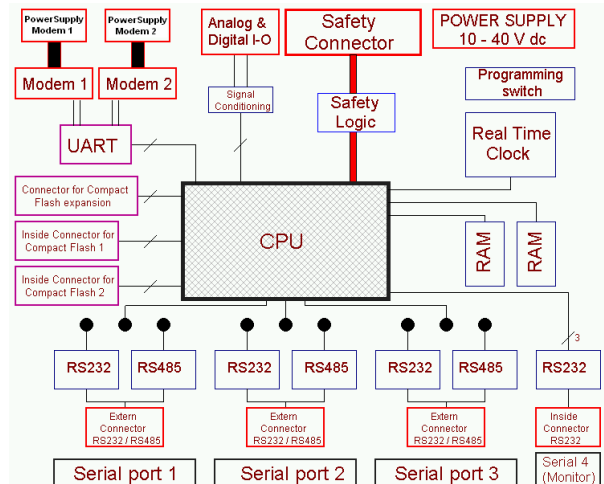 PowerSupply
Modem 1
PowerSupply
Modem 2
Analog &
Digital I-O
Safety
Connector
POWER SUPPLY
10 - 40 V dc
Modem 1
Modem 2
Signal
Conditioning
Safety
Logic
Programming
switch
UART
Real Time
Clock
Connector for Compact
Flash expansion
Inside Connector for
Compact Flash 1
Inside Connector for
Compact Flash 2
CPU
RAM
RAM
3
RS232
RS485
RS232
RS485
RS232
RS485
RS232
Extern
Connector
RS232 / RS485
Extern
Connector
RS232 / RS485
Extern
Connector
RS232 / RS485
Inside
Connector
RS232
Serial port 1
Serial port 2
Serial port 3
Serial 4
(Monitor)